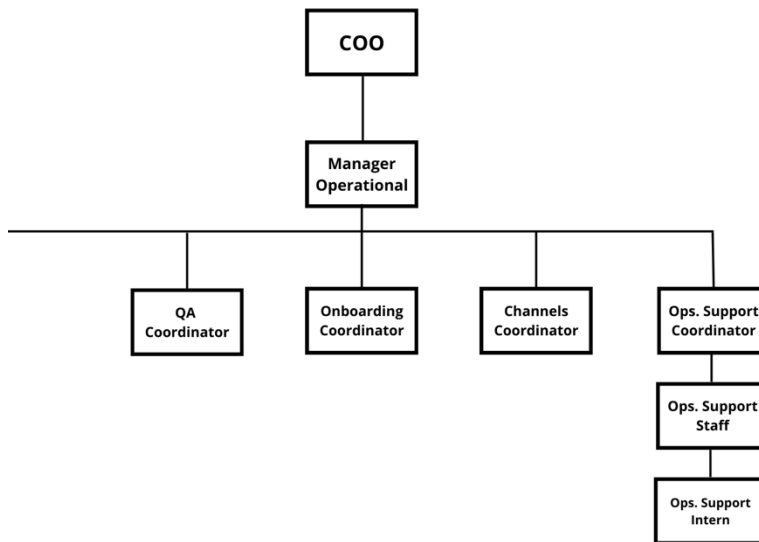 COO
Manager
Operational
QA
Coordinator
Onboarding
Coordinator
Channels
Coordinator
Ops. Support
Coordinator
Ops. Support
Staff
Ops. Support
Intern